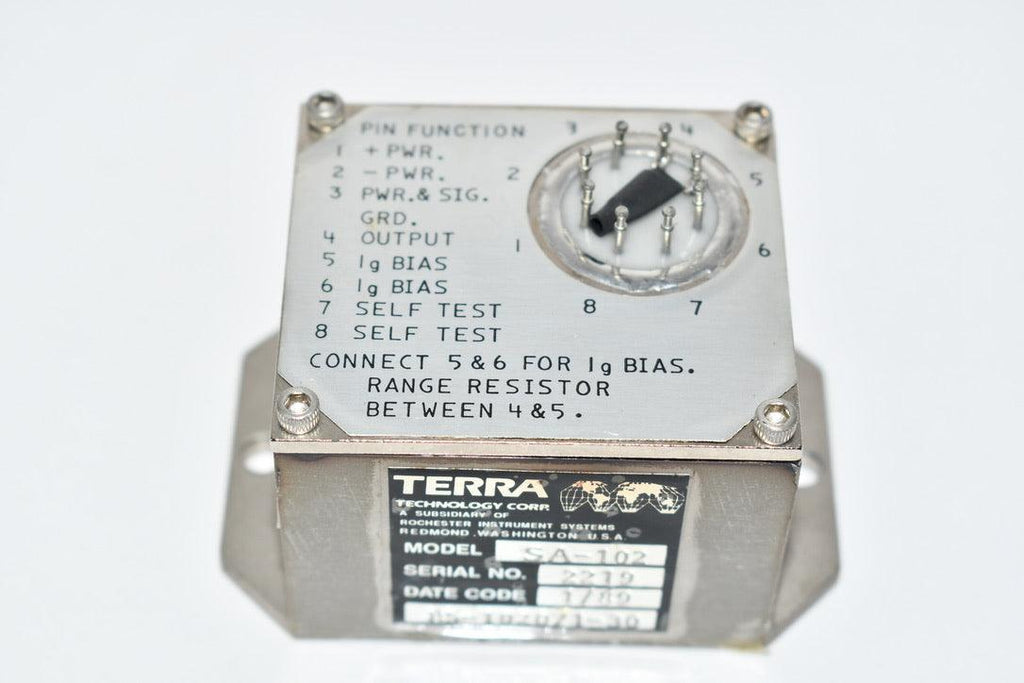 PIN FUNCTION
1 + PWR.
2 - PWR.
3 PWR.& SIG.
GRD.
4 OUTPUT
5 1g BIAS
6 1g BIAS
7 SELF TEST
8 SELF TEST
CONNECT 5 & 6 FOR 1g BIAS.
RANGE RESISTOR
BETWEEN 4 & 5.
3 4
2 5
1 6
8 7
TERRA
TECHNOLOGY CORP.
A SUBSIDIARY OF
ROCHESTER INSTRUMENT SYSTEMS
REDMOND, WASHINGTON U.S.A.
MODEL SA-102
SERIAL NO. 2219
DATE CODE 1/89